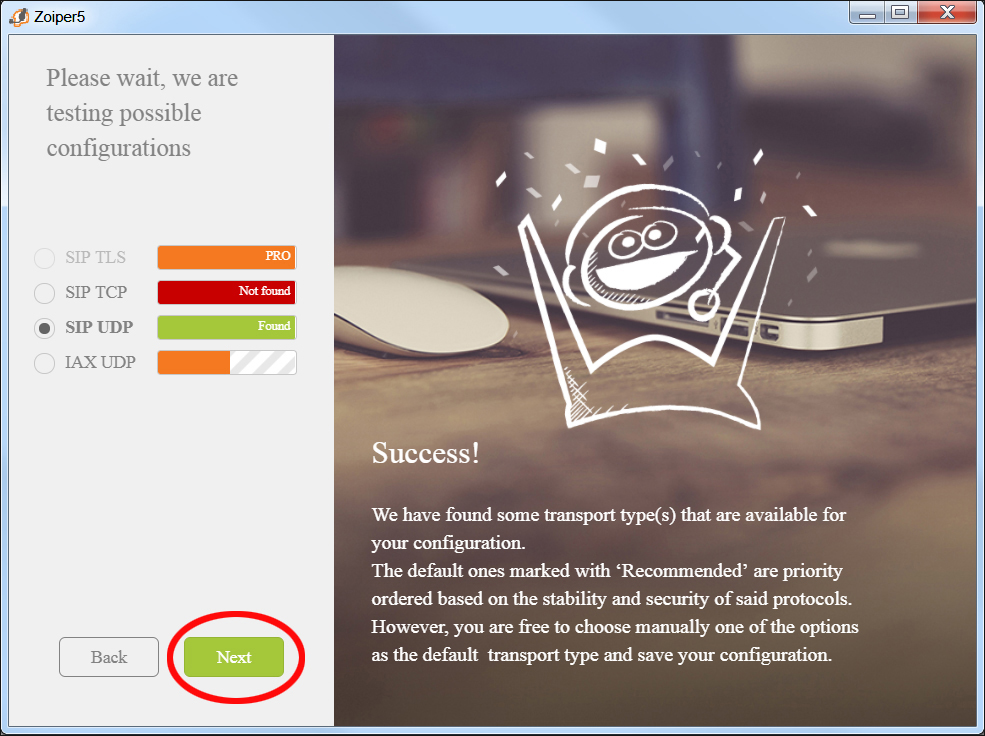 Zoiper5
Please wait, we are
testing possible
configurations
SIP TLS PRO
SIP TCP Not found
SIP UDP Found
IAX UDP
Back
Next
Success!
We have found some transport type(s) that are available for
your configuration.
The default ones marked with ‘Recommended’ are priority
ordered based on the stability and security of said protocols.
However, you are free to choose manually one of the options
as the default  transport type and save your configuration.